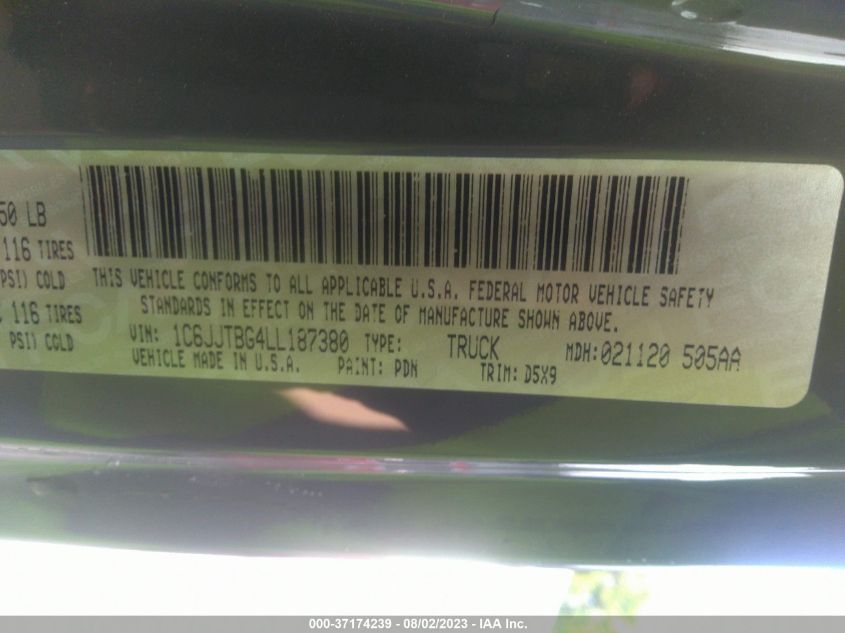 50 LB
116 TIRES
PSI) COLD
116 TIRES
PSI) COLD
THIS VEHICLE CONFORMS TO ALL APPLICABLE U.S.A. FEDERAL MOTOR VEHICLE SAFETY
STANDARDS IN EFFECT ON THE DATE OF MANUFACTURE SHOWN ABOVE.
VIN: 1C6JJTBG4LL187380 TYPE: TRUCK MDH:021120 505AA
VEHICLE MADE IN U.S.A. PAINT: PDN TRIM: D5X9
000-37174239 - 08/02/2023 - IAA Inc.